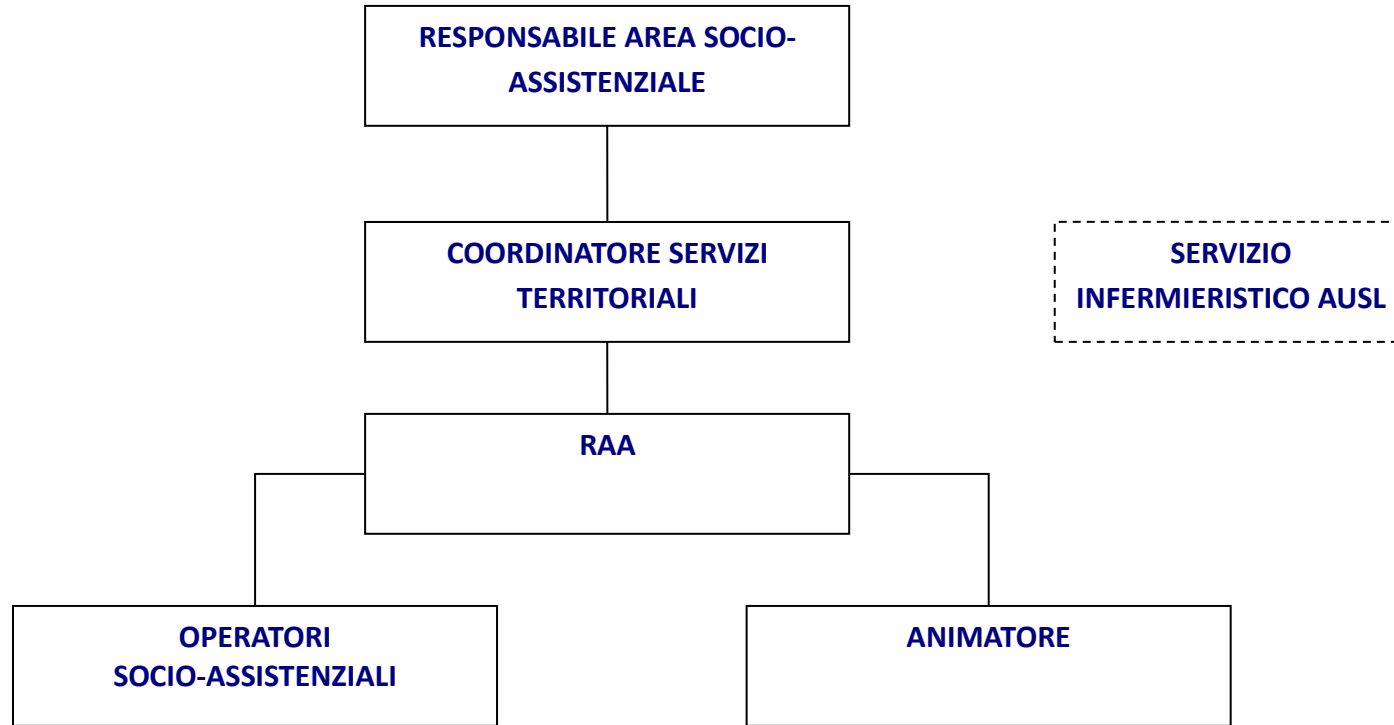 RESPONSABILE AREA SOCIO-
ASSISTENZIALE
COORDINATORE SERVIZI
TERRITORIALI
SERVIZIO
INFERMIERISTICO AUSL
RAA
OPERATORI
SOCIO-ASSISTENZIALI
ANIMATORE